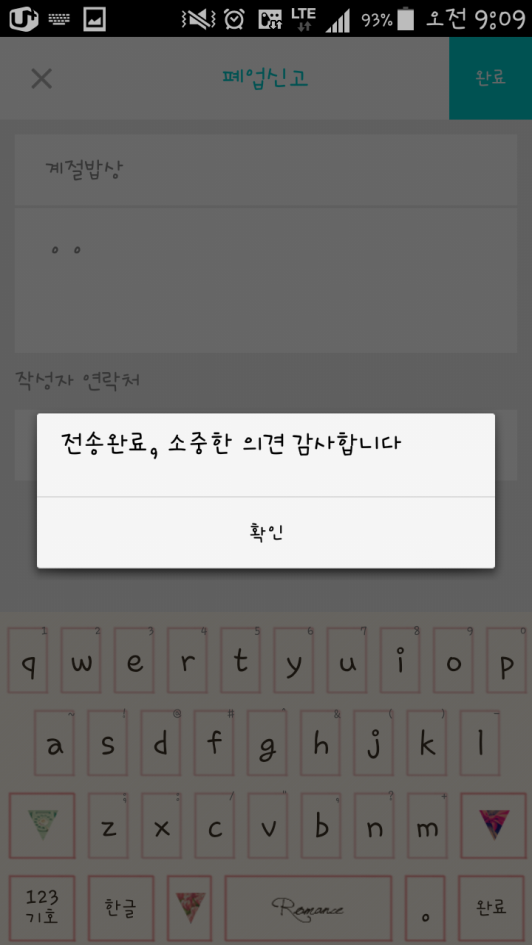 U+ LTE 93% 오전 9:09
폐업신고 완료
계절밥상
ㅇ ㅇ
작성자 연락처
전송완료, 소중한 의견 감사합니다
확인
1 2 3 4 5 6 7 8 9 0
q w e r t y u i o p
~ ! @ # ^ & ( ) -
a s d f g h j k l
z x c v b n m
123 기호 한글 Romance . 완료